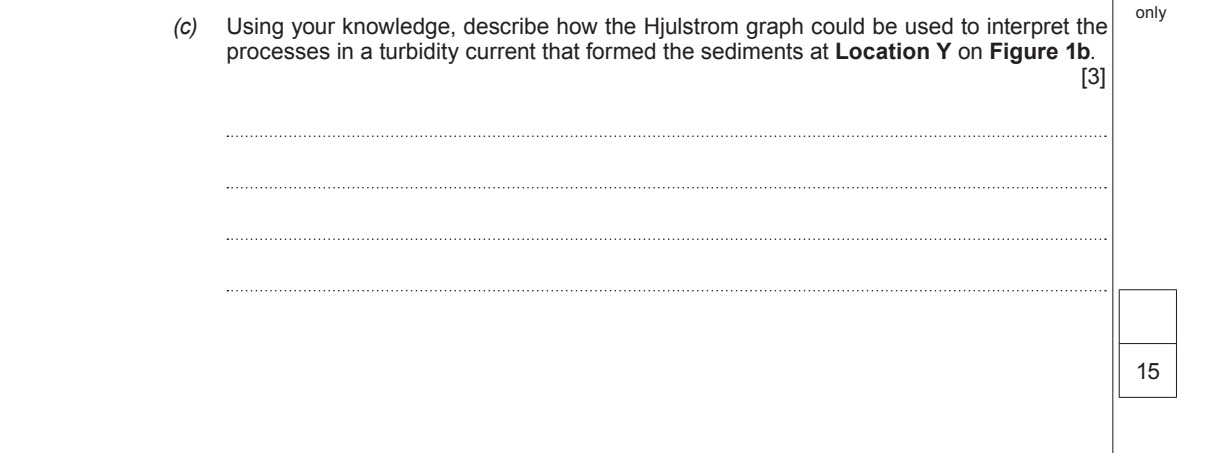 only
(c) Using your knowledge, describe how the Hjulstrom graph could be used to interpret the
processes in a turbidity current that formed the sediments at Location Y on Figure 1b.
[3]
15